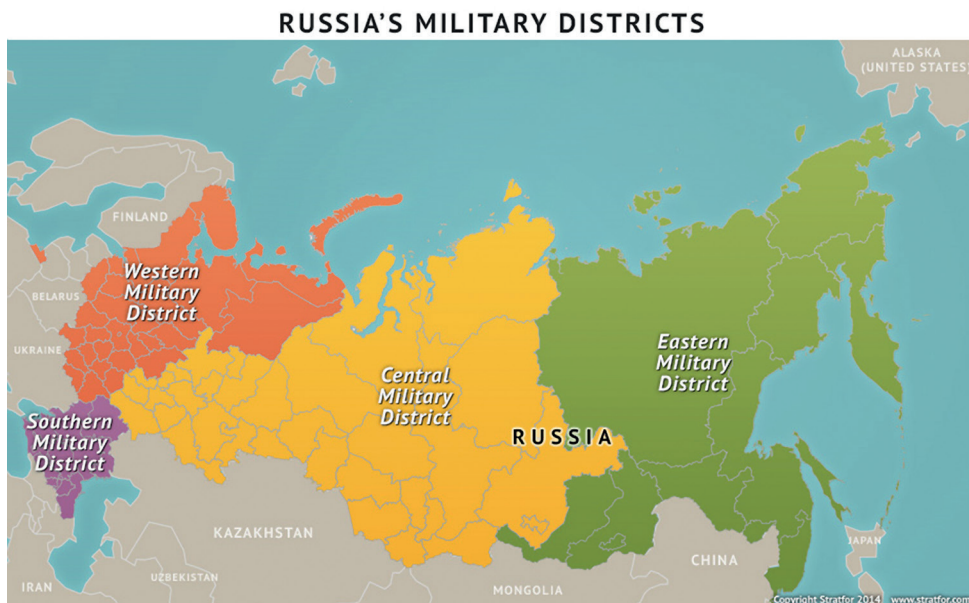 RUSSIA'S MILITARY DISTRICTS
ALASKA
(UNITED STATES)
FINLAND
Western
Military
District
BELARUS
UKRAINE
Eastern
Military
District
Central
Military
District
Southern
Military
District
RUSSIA
KAZAKHSTAN
JAPAN
CHINA
UZBEKISTAN
IRAN
MONGOLIA
Copyright Stratfor 2014 www.stratfor.com